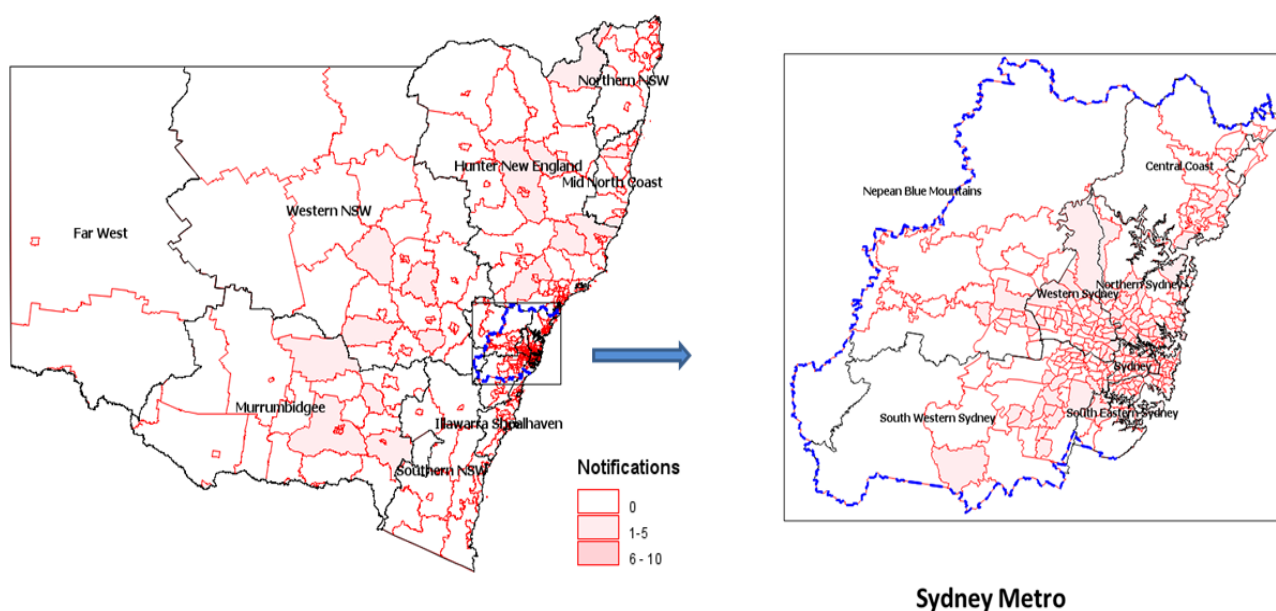 Northern NSW
Hunter New England
Mid North Coast
Western NSW
Far West
Murrumbidgee
Illawarra Shoalhaven
Southern NSW
Notifications
0
1-5
6 - 10
Central Coast
Nepean Blue Mountains
Northern Sydney
Western Sydney
Sydney
South Western Sydney
South Eastern Sydney
Sydney Metro